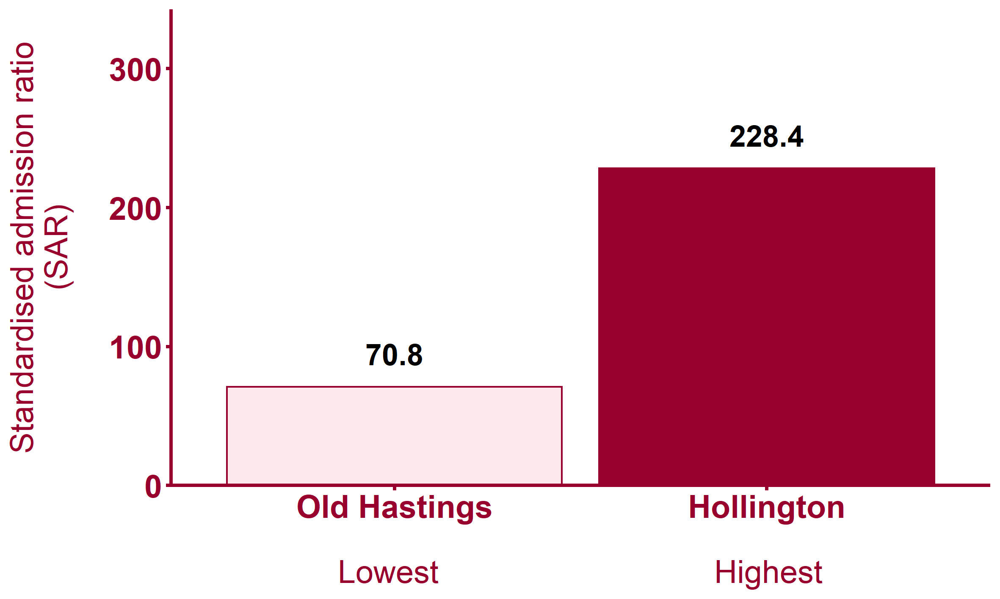 Standardised admission ratio
(SAR)
300
200
100
0
70.8
228.4
Old Hastings
Hollington
Lowest
Highest